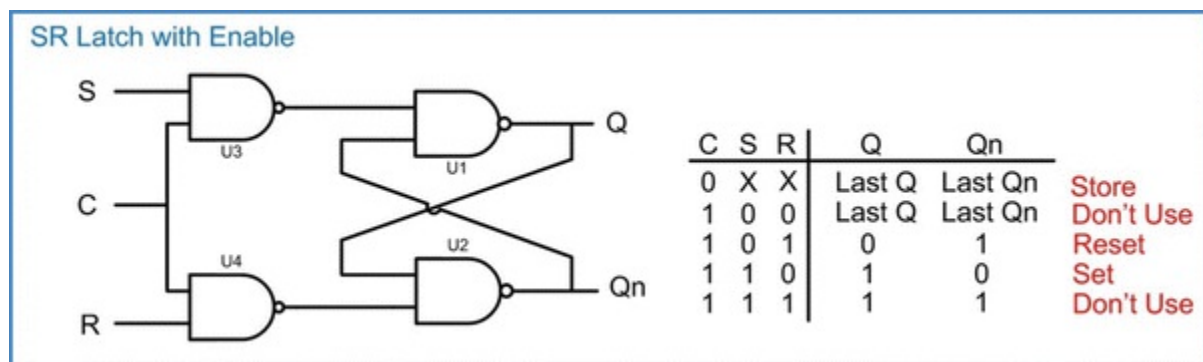 SR Latch with Enable
S
U3
C
U4
R
U1
Q
U2
Qn
C S R Q Qn
0 X X Last Q Last Qn Store
1 0 0 Last Q Last Qn Don't Use
1 0 1 0 1 Reset
1 1 0 1 0 Set
1 1 1 1 1 Don't Use